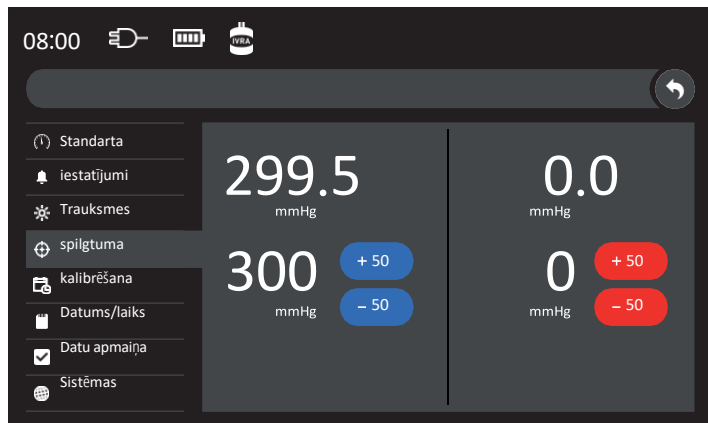 08:00
IVRA
Standarta
iestatījumi
Trauksmes
spilgtuma
kalibrēšana
Datums/laiks
Datu apmaiņa
Sistēmas
299.5
mmHg
300
mmHg
+ 50
– 50
0.0
mmHg
0
mmHg
+ 50
– 50